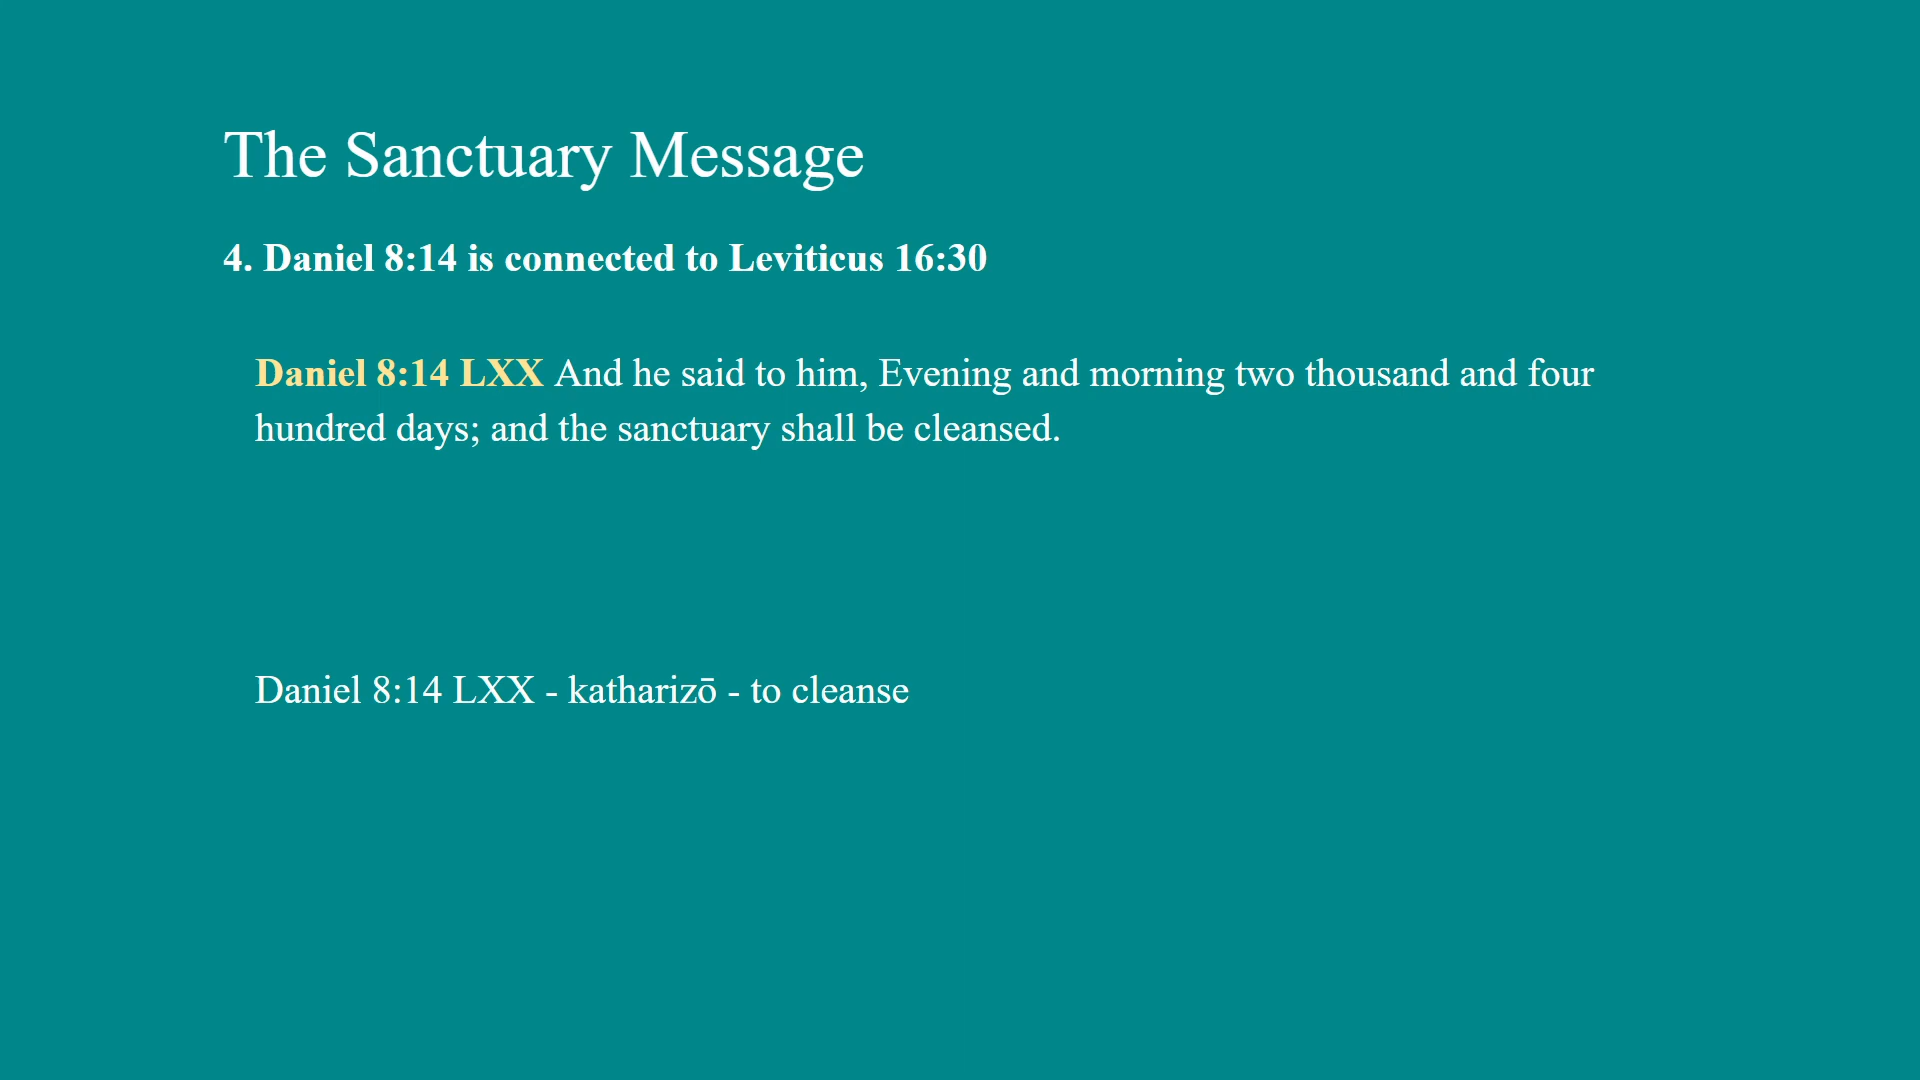 The Sanctuary Message
4. Daniel 8:14 is connected to Leviticus 16:30
Daniel 8:14 LXX And he said to him, Evening and morning two thousand and four
hundred days; and the sanctuary shall be cleansed.
Daniel 8:14 LXX - katharizō - to cleanse